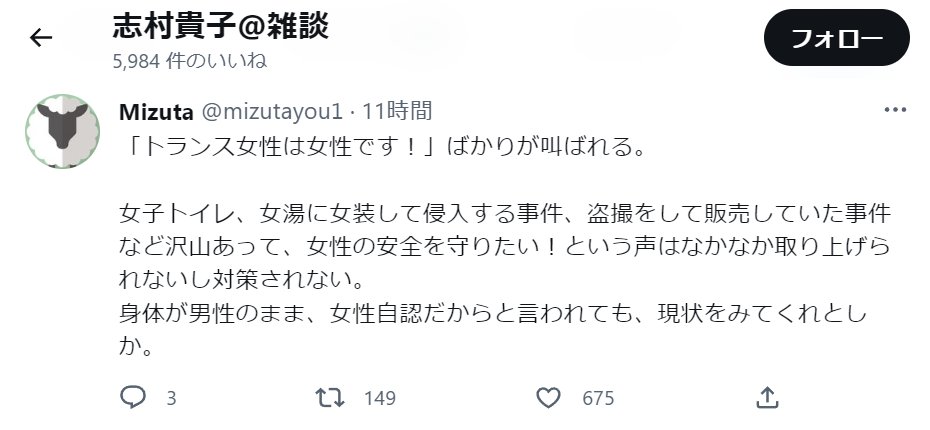 志村貴子@雑談
5,984 件のいいね
フォロー
Mizuta @mizutayou1 · 11時間
「トランス女性は女性です！」ばかりが叫ばれる。
女子トイレ、女湯に女装して侵入する事件、盗撮をして販売していた事件
など沢山あって、女性の安全を守りたい！という声はなかなか取り上げら
れないし対策されない。
身体が男性のまま、女性自認だからと言われても、現状をみてくれとし
か。
3 149 675